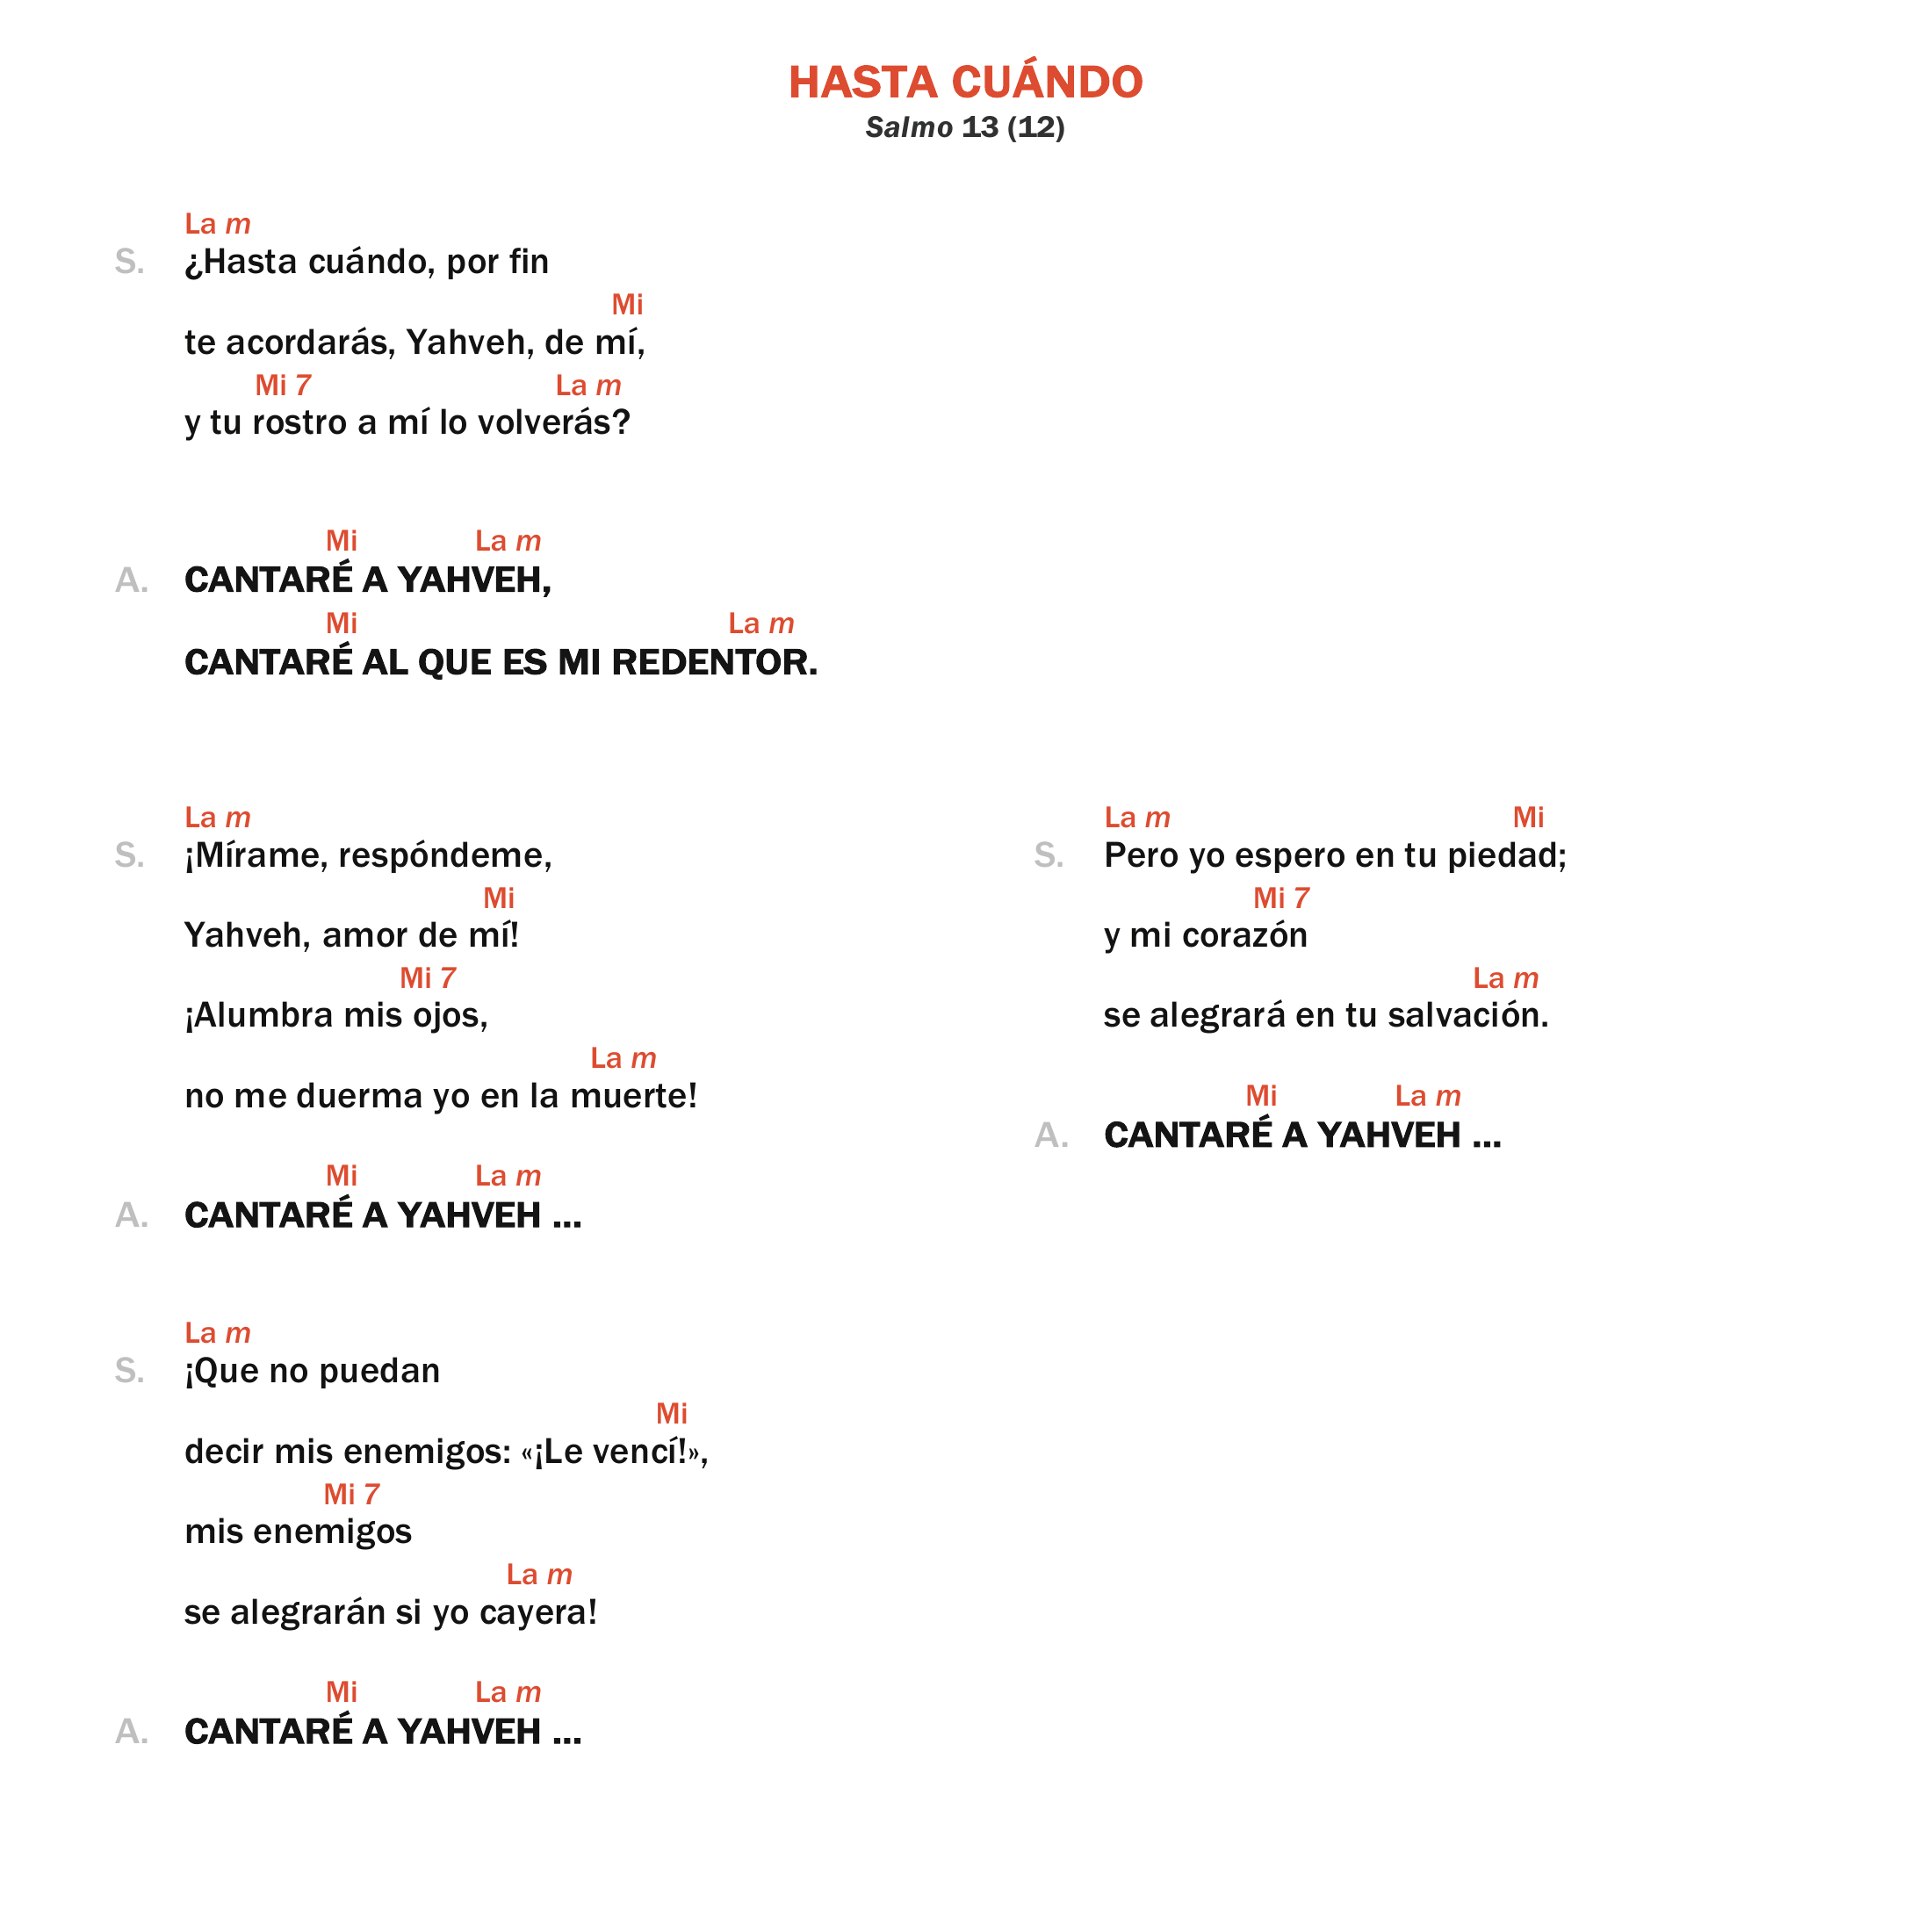 HASTA CUÁNDO
Salmo 13 (12)
La m
S. ¿Hasta cuándo, por fin
Mi
te acordarás, Yahveh, de mí,
Mi 7 La m
y tu rostro a mí lo volverás?
Mi La m
A. CANTARÉ A YAHVEH,
Mi La m
CANTARÉ AL QUE ES MI REDENTOR.
La m
S. ¡Mírame, respóndeme,
Mi
Yahveh, amor de mí!
Mi 7
¡Alumbra mis ojos,
La m
no me duerma yo en la muerte!
Mi La m
A. CANTARÉ A YAHVEH ...
La m
S. ¡Que no puedan
Mi
decir mis enemigos: «¡Le vencí!»,
Mi 7
mis enemigos
La m
se alegrarán si yo cayera!
Mi La m
A. CANTARÉ A YAHVEH ...
La m Mi
S. Pero yo espero en tu piedad;
Mi 7
y mi corazón
La m
se alegrará en tu salvación.
Mi La m
A. CANTARÉ A YAHVEH ...